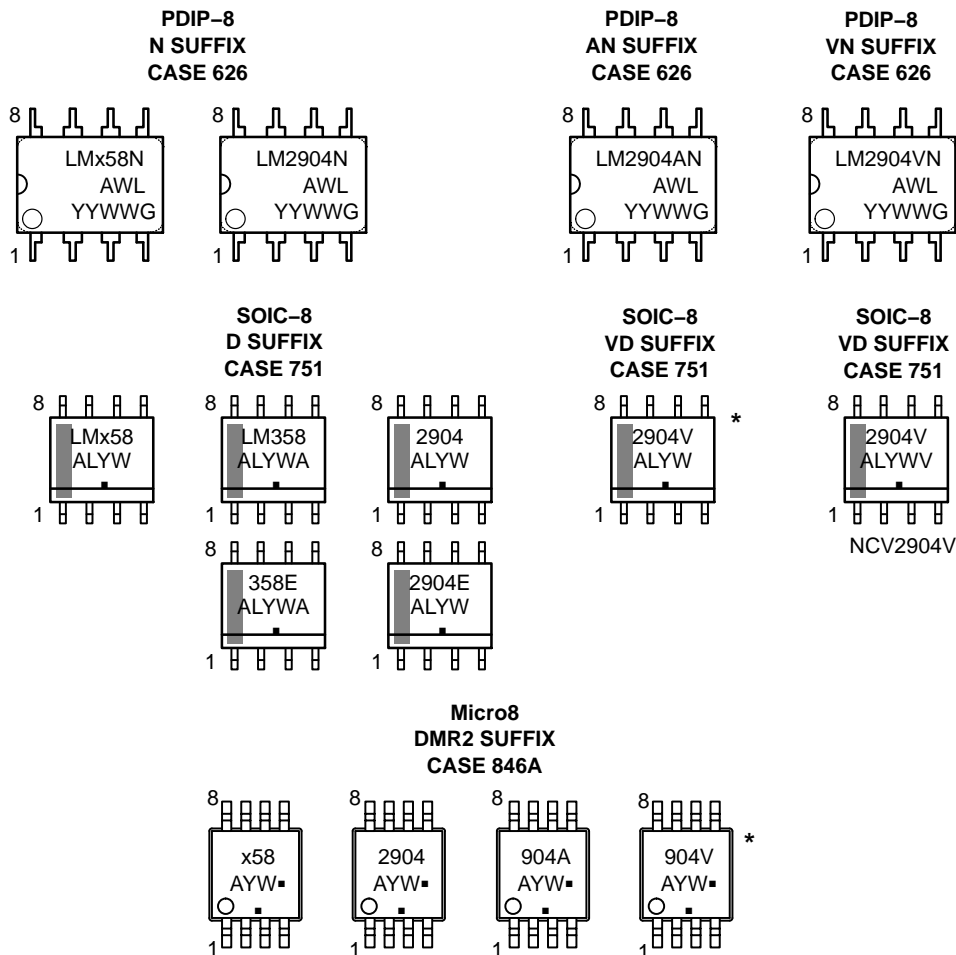 PDIP–8
N SUFFIX
CASE 626
PDIP–8
AN SUFFIX
CASE 626
PDIP–8
VN SUFFIX
CASE 626
8
LMx58N
AWL
YYWWG
1
LM2904N
AWL
YYWWG
1
8
LM2904AN
AWL
YYWWG
1
8
LM2904VN
AWL
YYWWG
1
8
SOIC–8
D SUFFIX
CASE 751
SOIC–8
VD SUFFIX
CASE 751
SOIC–8
VD SUFFIX
CASE 751
8
LMx58
ALYW
1
8
LM358
ALYWA
1
8
2904
ALYW
1
8
2904V
ALYW
1
*
8
2904V
ALYWV
1
NCV2904V
8
358E
ALYWA
1
8
2904E
ALYW
1
Micro8
DMR2 SUFFIX
CASE 846A
8
x58
AYW▪
1
8
2904
AYW▪
1
8
904A
AYW▪
1
8
904V
AYW▪
1
*